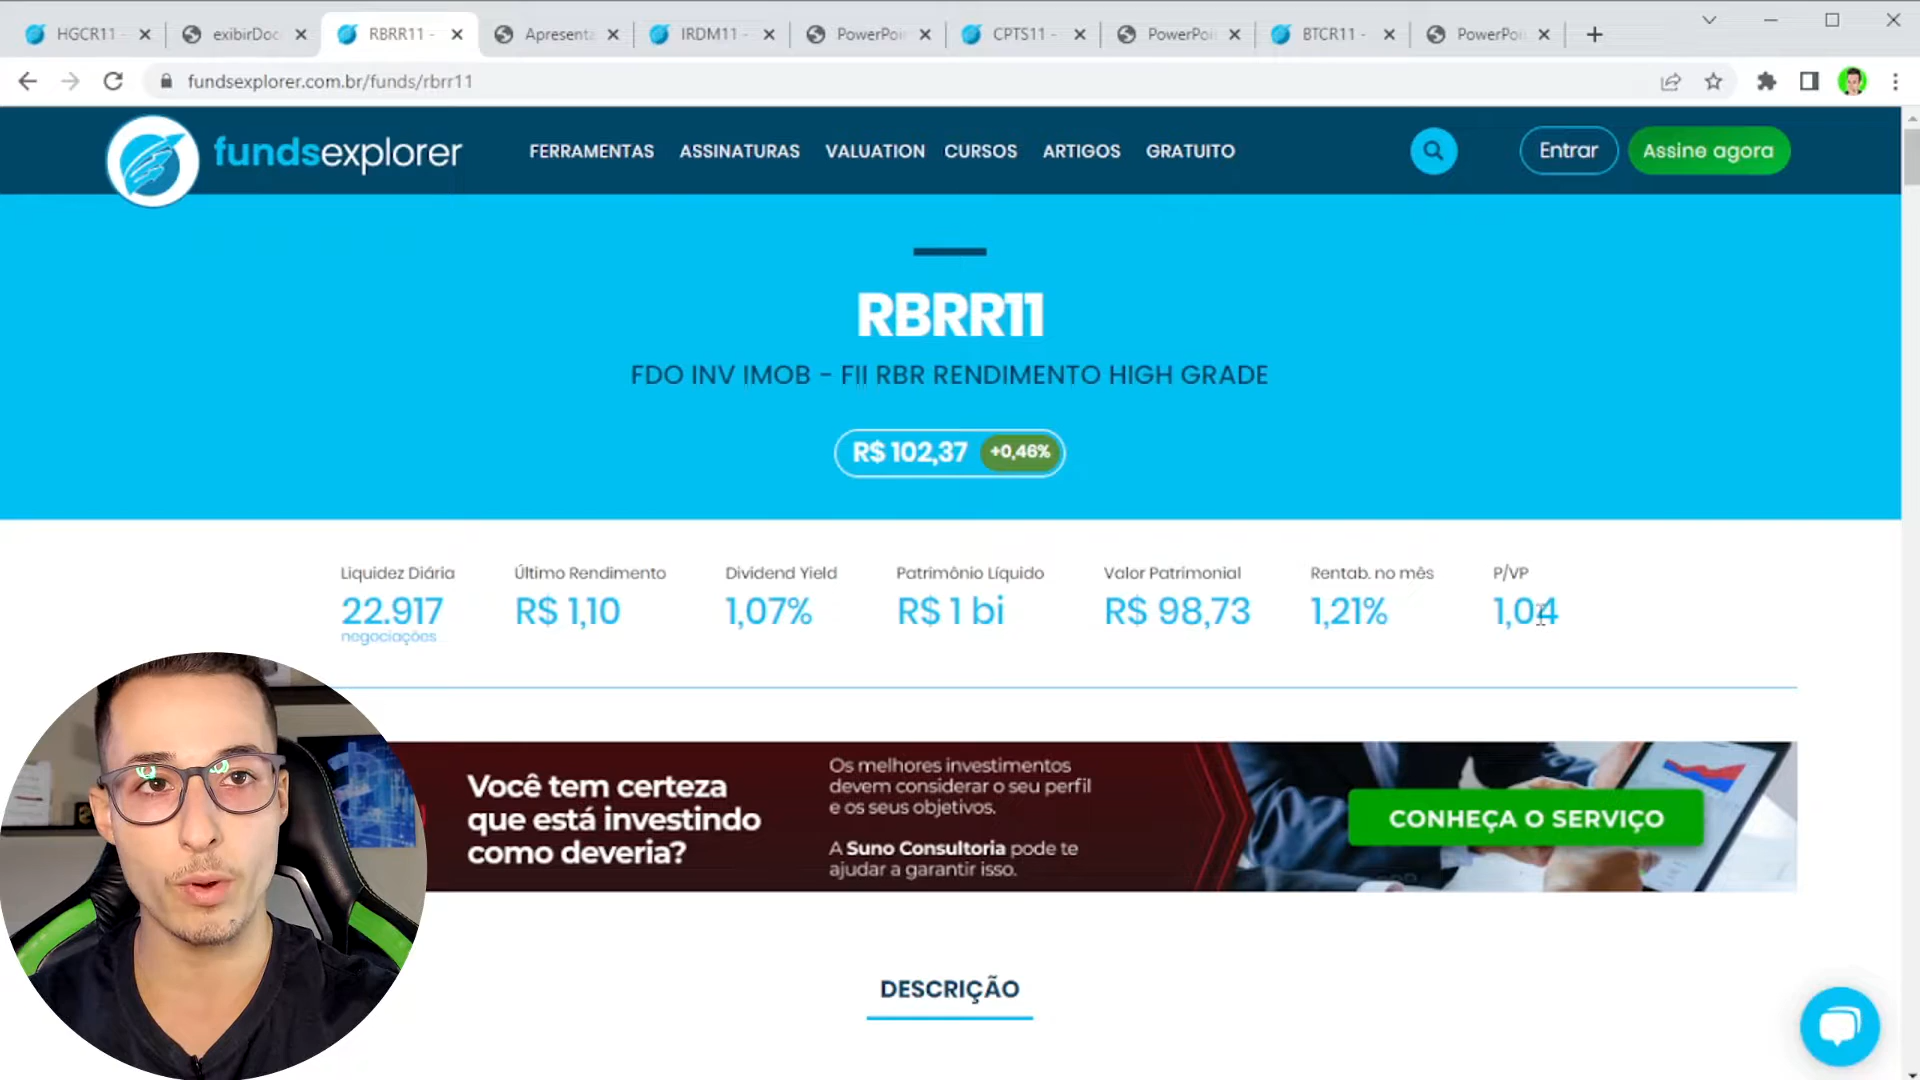 HGCR11 -
exibirDoc
RBRR11 -
Apresenta
IRDM11 -
PowerPoi
CPTS11 -
PowerPoi
BTCR11 -
PowerPoi
fundsexplorer.com.br/funds/rbrr11
fundsexplorer
FERRAMENTAS
ASSINATURAS
VALUATION
CURSOS
ARTIGOS
GRATUITO
Entrar
Assine agora
RBRR11
FDO INV IMOB - FII RBR RENDIMENTO HIGH GRADE
R$ 102,37 +0,46%
Liquidez Diária
22.917
negociações
Último Rendimento
R$ 1,10
Dividend Yield
1,07%
Patrimônio Líquido
R$ 1 bi
Valor Patrimonial
R$ 98,73
Rentab. no mês
1,21%
P/VP
1,04
Você tem certeza
que está investindo
como deveria?
Os melhores investimentos
devem considerar o seu perfil
e os seus objetivos.
A Suno Consultoria pode te
ajudar a garantir isso.
CONHEÇA O SERVIÇO
DESCRIÇÃO